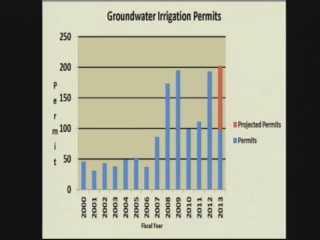 Groundwater Irrigation Permits
250
200
150
100
50
0
Permit
2000 2001 2002 2003 2004 2005 2006 2007 2008 2009 2010 2011 2012 2013
Fiscal Year
Projected Permits
Permits